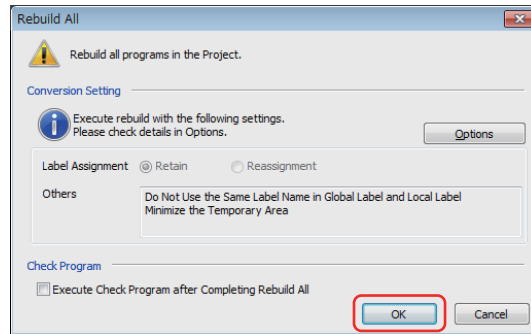 Rebuild All
Rebuild all programs in the Project.
Conversion Setting
Execute rebuild with the following settings.
Please check details in Options.
Options
Label Assignment Retain Reassignment
Others
Do Not Use the Same Label Name in Global Label and Local Label
Minimize the Temporary Area
Check Program
Execute Check Program after Completing Rebuild All
OK Cancel